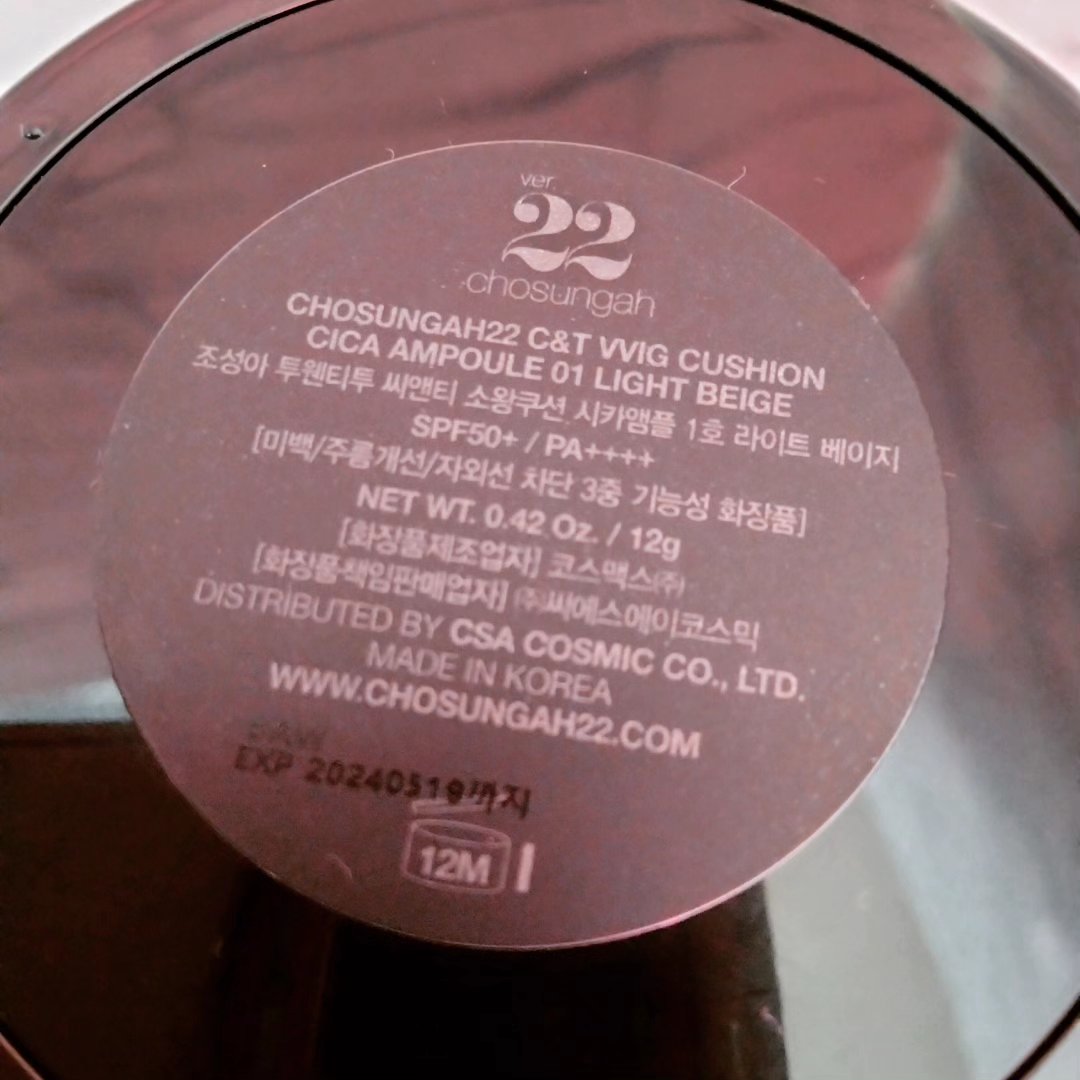 ver.
22
chosungah
CHOSUNGAH22 C&T VVIG CUSHION
CICA AMPOULE 01 LIGHT BEIGE
조성아 투웬티투 씨앤티 소왕쿠션 시카앰플 1호 라이트 베이지
SPF50+ / PA++++
[미백/주름개선/자외선 차단 3중 기능성 화장품]
NET WT. 0.42 Oz. / 12g
[화장품제조업자] 코스맥스㈜
[화장품책임판매업자] ㈜씨에스에이코스믹
DISTRIBUTED BY CSA COSMIC CO., LTD.
MADE IN KOREA
WWW.CHOSUNGAH22.COM
EXP 20240519까지
12M